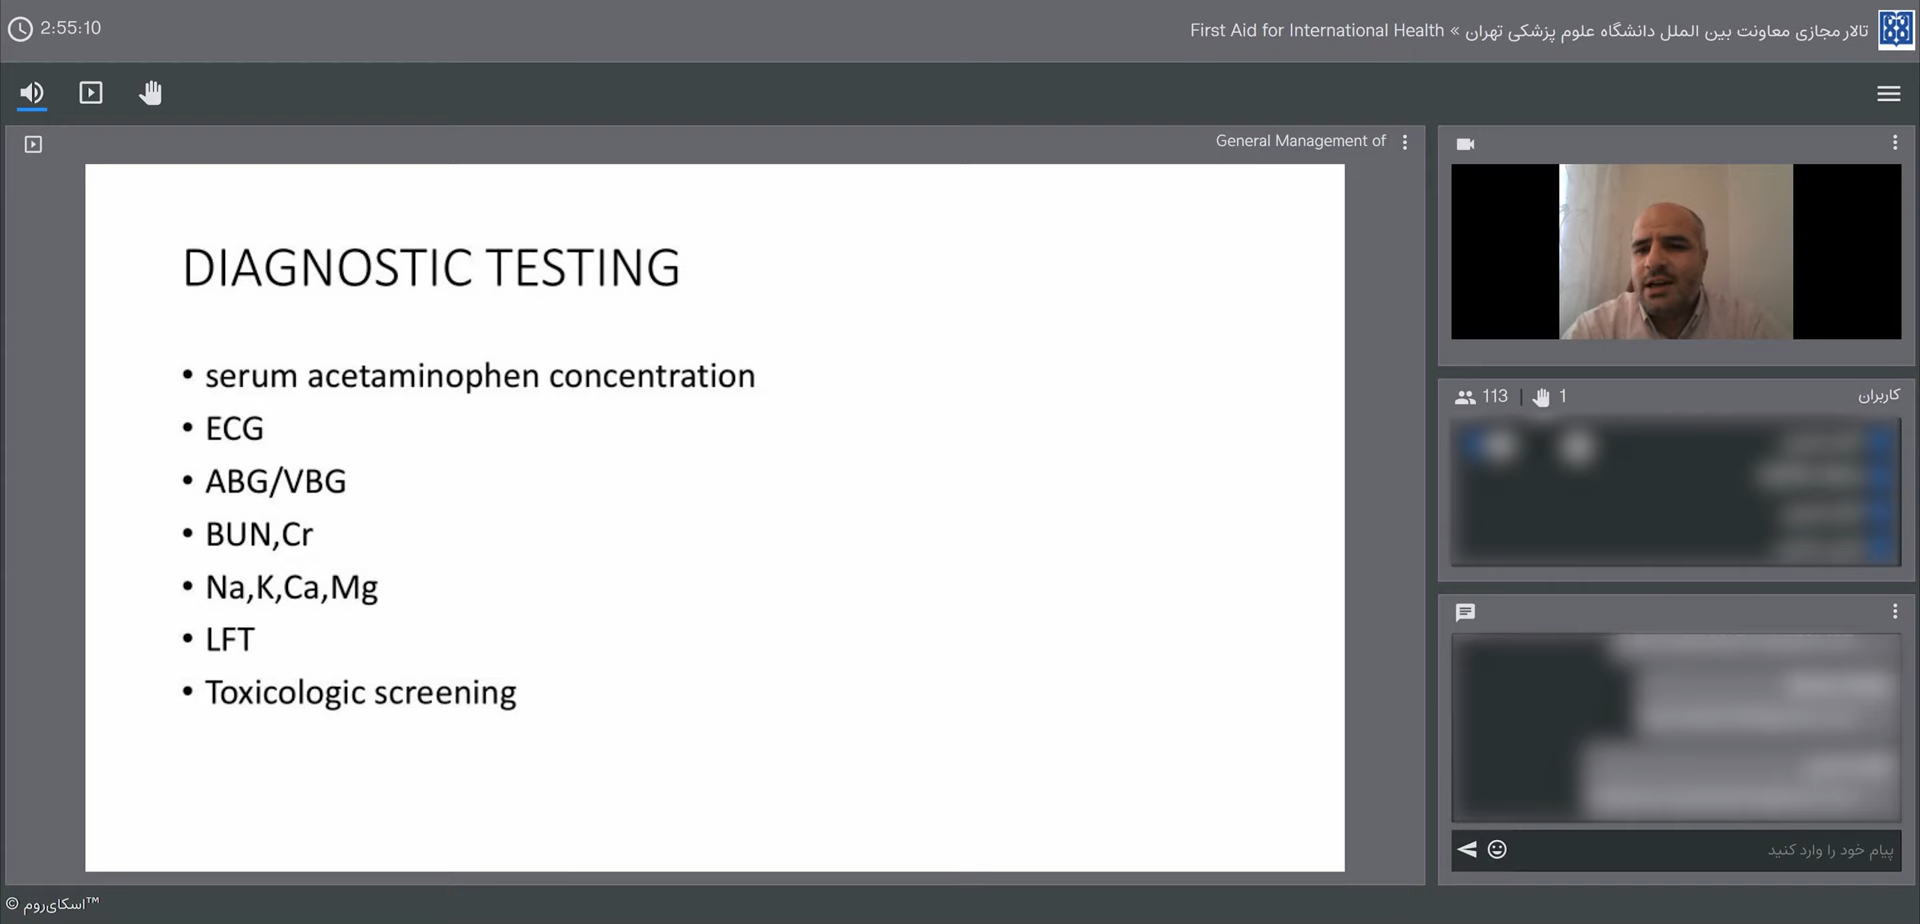 2:55:10
تالار مجازی معاونت بین الملل دانشگاه علوم پزشکی تهران » First Aid for International Health
General Management of
DIAGNOSTIC TESTING
• serum acetaminophen concentration
• ECG
• ABG/VBG
• BUN,Cr
• Na,K,Ca,Mg
• LFT
• Toxicologic screening
113 | 1
کاربران
پیام خود را وارد کنید
© اسکای‌روم™